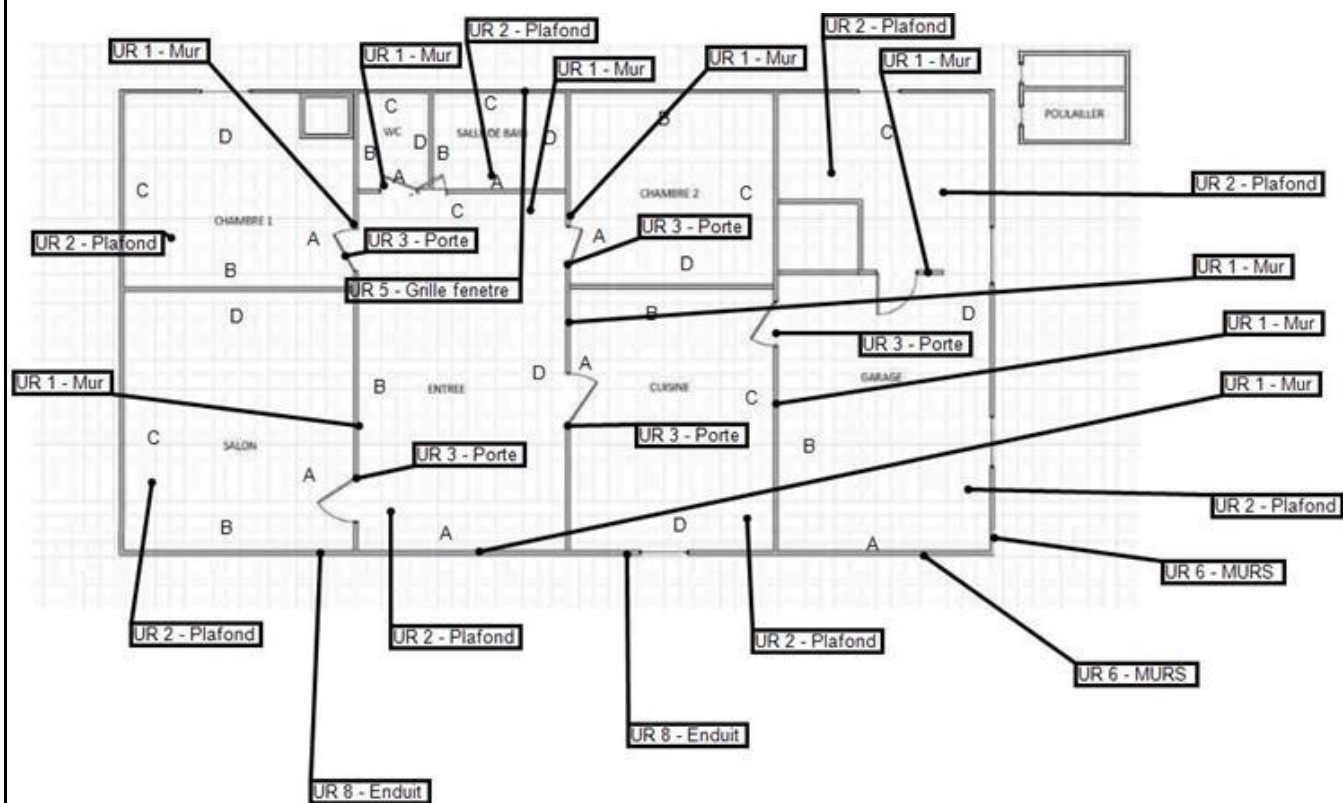 UR 2 - Plafond
UR 2 - Plafond
UR 1 - Mur
UR 1 - Mur
UR 1 - Mur
UR 1 - Mur
UR 1 - Mur
C
C
B
C
POULAILLER
D
WC
D
SALLE DE BAIN
D
B
B
A
A
C
C
C
UR 2 - Plafond
CHAMBRE 1
CHAMBRE 2
UR 2 - Plafond
A
UR 3 - Porte
A
UR 3 - Porte
B
D
UR 1 - Mur
UR 5 - Grille fenetre
D
B
D
UR 1 - Mur
UR 3 - Porte
UR 1 - Mur
B
D
A
UR 1 - Mur
ENTREE
CUISINE
GARAGE
C
C
SALON
UR 3 - Porte
B
UR 3 - Porte
A
UR 2 - Plafond
B
A
D
A
UR 6 - MURS
UR 2 - Plafond
UR 2 - Plafond
UR 2 - Plafond
UR 6 - MURS
UR 8 - Enduit
UR 8 - Enduit